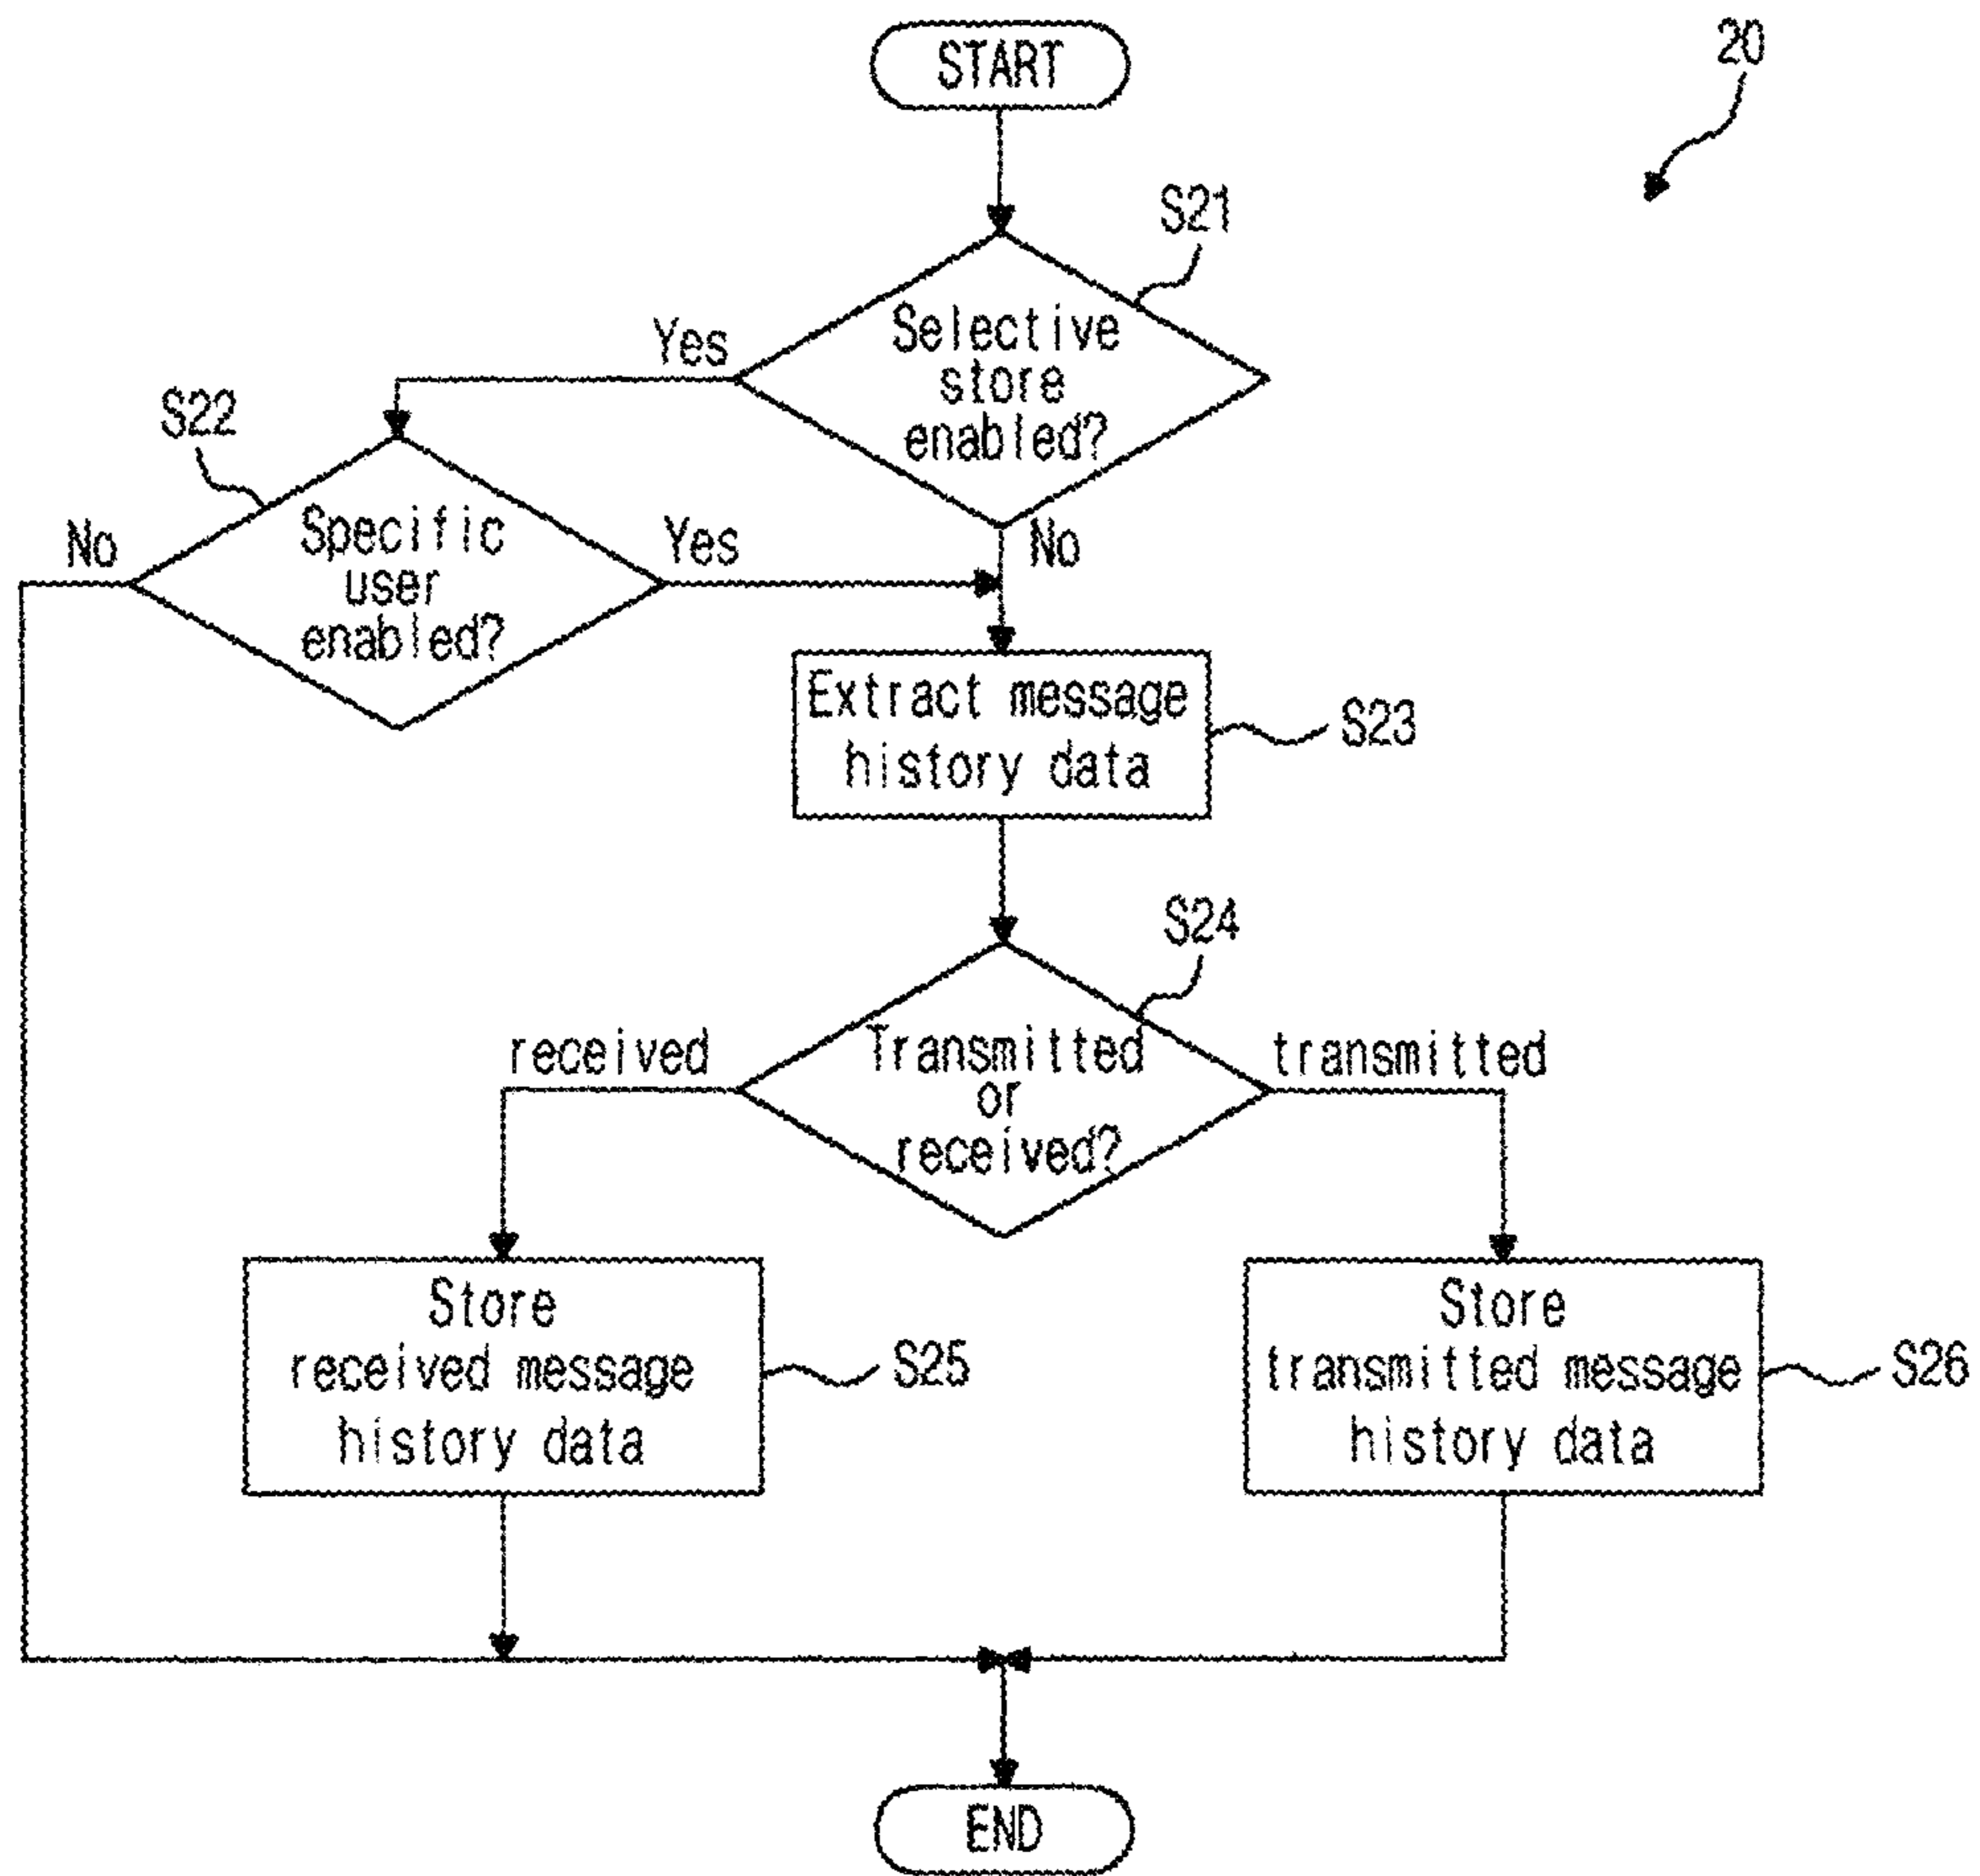 START
20
S21
Selective
store
enabled?
Yes
No
S22
Specific
user
enabled?
No
Yes
Extract message
history data
S23
S24
Transmitted
or
received?
received
transmitted
Store
received message
history data
S25
Store
transmitted message
history data
S26
END